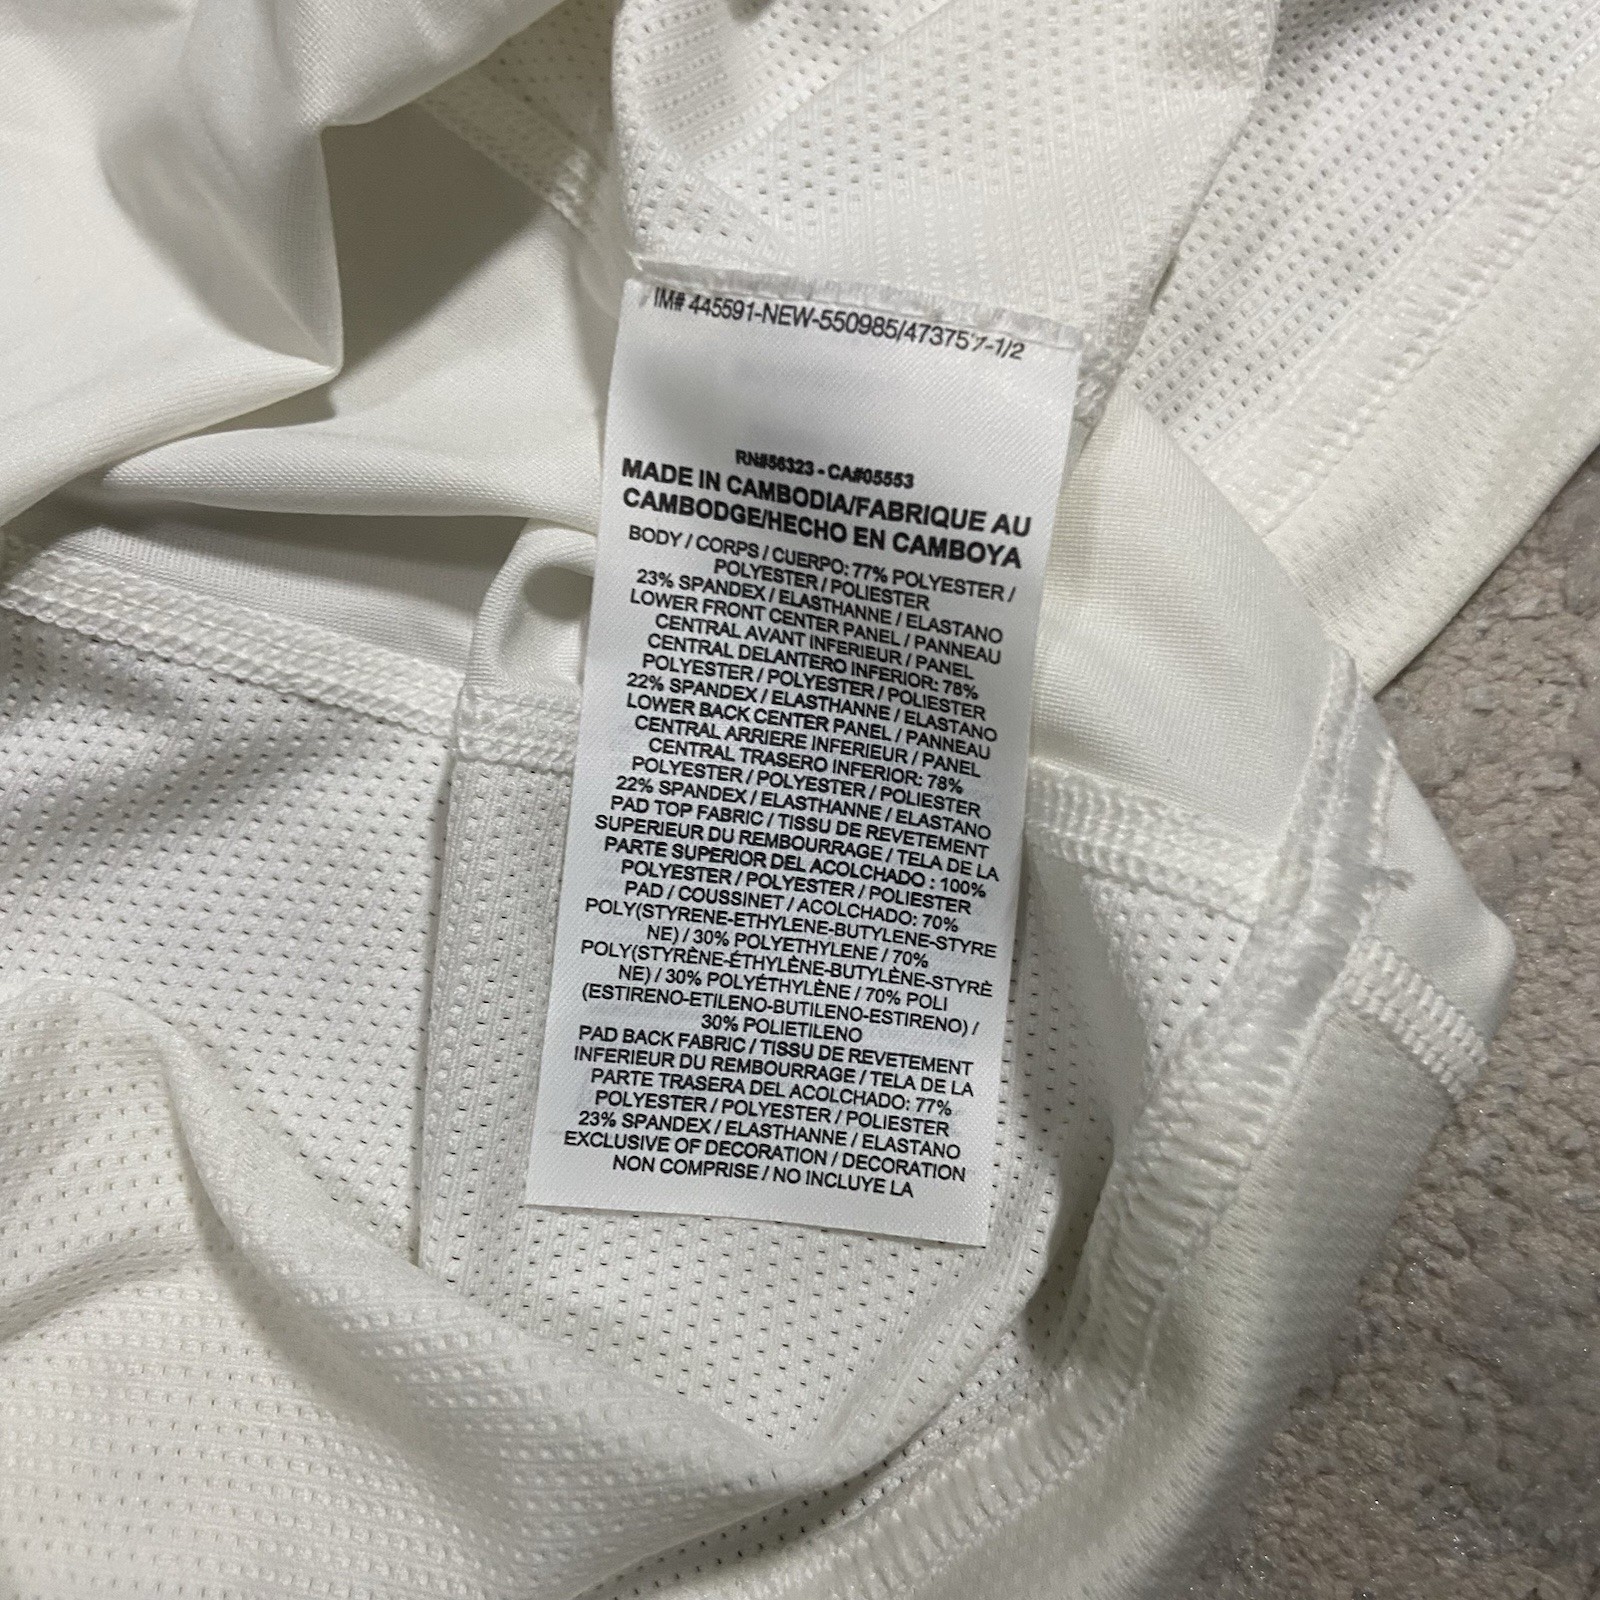 IM# 445591-NEW-550985/473757-1/2
RN#56323 - CA#05553
MADE IN CAMBODIA/FABRIQUE AU
CAMBODGE/HECHO EN CAMBOYA
BODY / CORPS / CUERPO: 77% POLYESTER /
POLYESTER / POLIESTER
23% SPANDEX / ELASTHANNE / ELASTANO
LOWER FRONT CENTER PANEL / PANNEAU
CENTRAL AVANT INFERIEUR / PANEL
CENTRAL DELANTERO INFERIOR: 78%
POLYESTER / POLYESTER / POLIESTER
22% SPANDEX / ELASTHANNE / ELASTANO
LOWER BACK CENTER PANEL / PANNEAU
CENTRAL ARRIERE INFERIEUR / PANEL
CENTRAL TRASERO INFERIOR: 78%
POLYESTER / POLYESTER / POLIESTER
22% SPANDEX / ELASTHANNE / ELASTANO
PAD TOP FABRIC / TISSU DE REVETEMENT
SUPERIEUR DU REMBOURRAGE / TELA DE LA
PARTE SUPERIOR DEL ACOLCHADO : 100%
POLYESTER / POLYESTER / POLIESTER
PAD / COUSSINET / ACOLCHADO: 70%
POLY(STYRENE-ETHYLENE-BUTYLENE-STYRE
NE) / 30% POLYETHYLENE / 70%
POLY(STYRÈNE-ÉTHYLÈNE-BUTYLÈNE-STYRÈ
NE) / 30% POLYÉTHYLÈNE / 70% POLI
(ESTIRENO-ETILENO-BUTILENO-ESTIRENO) /
30% POLIETILENO
PAD BACK FABRIC / TISSU DE REVETEMENT
INFERIEUR DU REMBOURRAGE / TELA DE LA
PARTE TRASERA DEL ACOLCHADO: 77%
POLYESTER / POLYESTER / POLIESTER
23% SPANDEX / ELASTHANNE / ELASTANO
EXCLUSIVE OF DECORATION / DECORATION
NON COMPRISE / NO INCLUYE LA